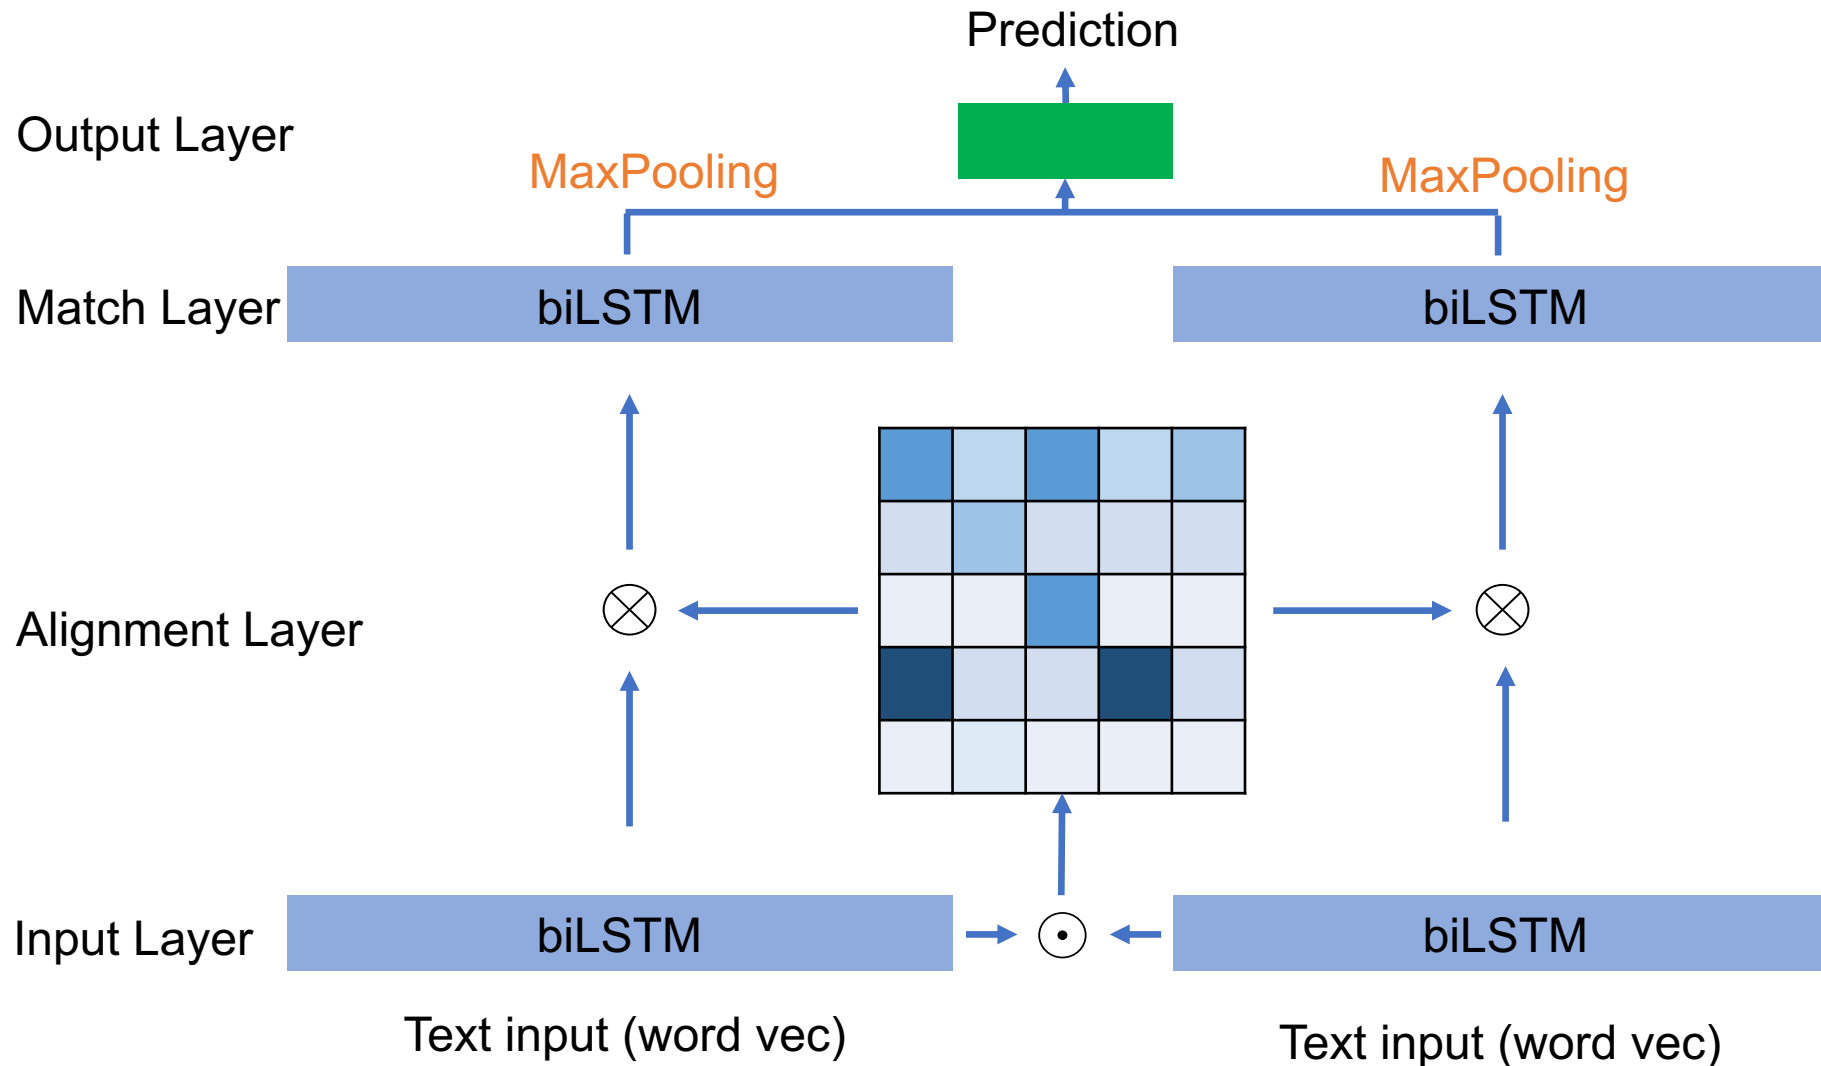 Prediction
Output Layer
MaxPooling
MaxPooling
Match Layer
biLSTM
biLSTM
Alignment Layer
Input Layer
biLSTM
biLSTM
Text input (word vec)
Text input (word vec)